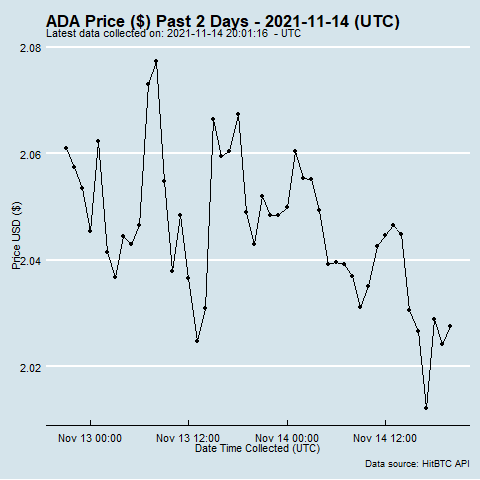 ADA Price ($) Past 2 Days - 2021-11-14 (UTC)
Latest data collected on: 2021-11-14 20:01:16  - UTC
2.08
2.06
2.04
2.02
Price USD ($)
Nov 13 00:00
Nov 13 12:00
Nov 14 00:00
Nov 14 12:00
Date Time Collected (UTC)
Data source: HitBTC API